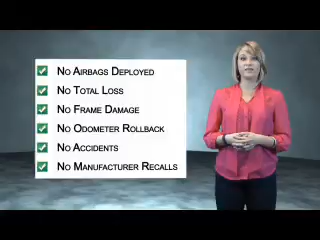 No Airbags Deployed
No Total Loss
No Frame Damage
No Odometer Rollback
No Accidents
No Manufacturer Recalls